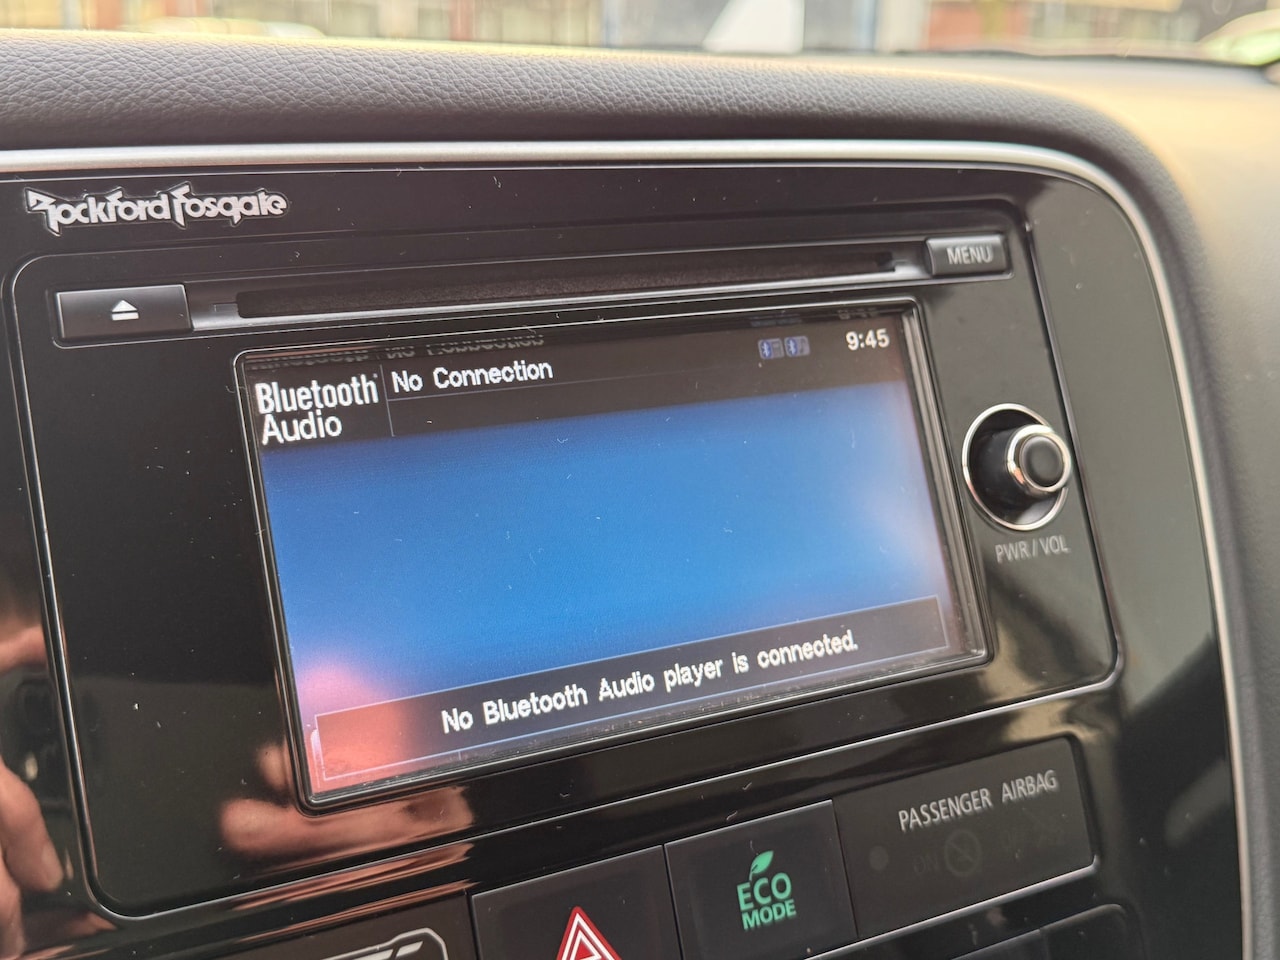 Rockford Fosgate
MENU
Bluetooth
Audio
No Connection
9:45
PWR / VOL
No Bluetooth Audio player is connected.
PASSENGER AIRBAG
ECO
MODE